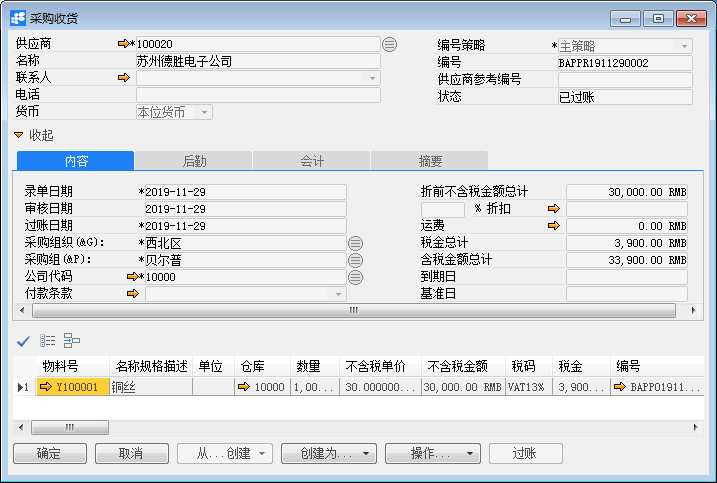 采购收货
供应商 *100020 编号策略 *主策略
名称 苏州德胜电子公司 编号 BAPPR1911290002
联系人 供应商参考编号
电话 状态 已过账
货币 本位货币
收起
内容 后勤 会计 摘要
录单日期 *2019-11-29 折前不含税金额总计 30,000.00 RMB
审核日期 2019-11-29 % 折扣
过账日期 *2019-11-29 运费 0.00 RMB
采购组织(&G): *西北区 税金总计 3,900.00 RMB
采购组(&P): *贝尔普 含税金额总计 33,900.00 RMB
公司代码 *10000 到期日
付款条款 基准日
物料号 名称规格描述 单位 仓库 数量 不含税单价 不含税金额 税码 税金 编号
1 Y100001 铜丝 10000 1,00... 30.000000... 30,000.00 RMB VAT13% 3,900... BAPPO1911...
确定 取消 从...创建 创建为... 操作... 过账